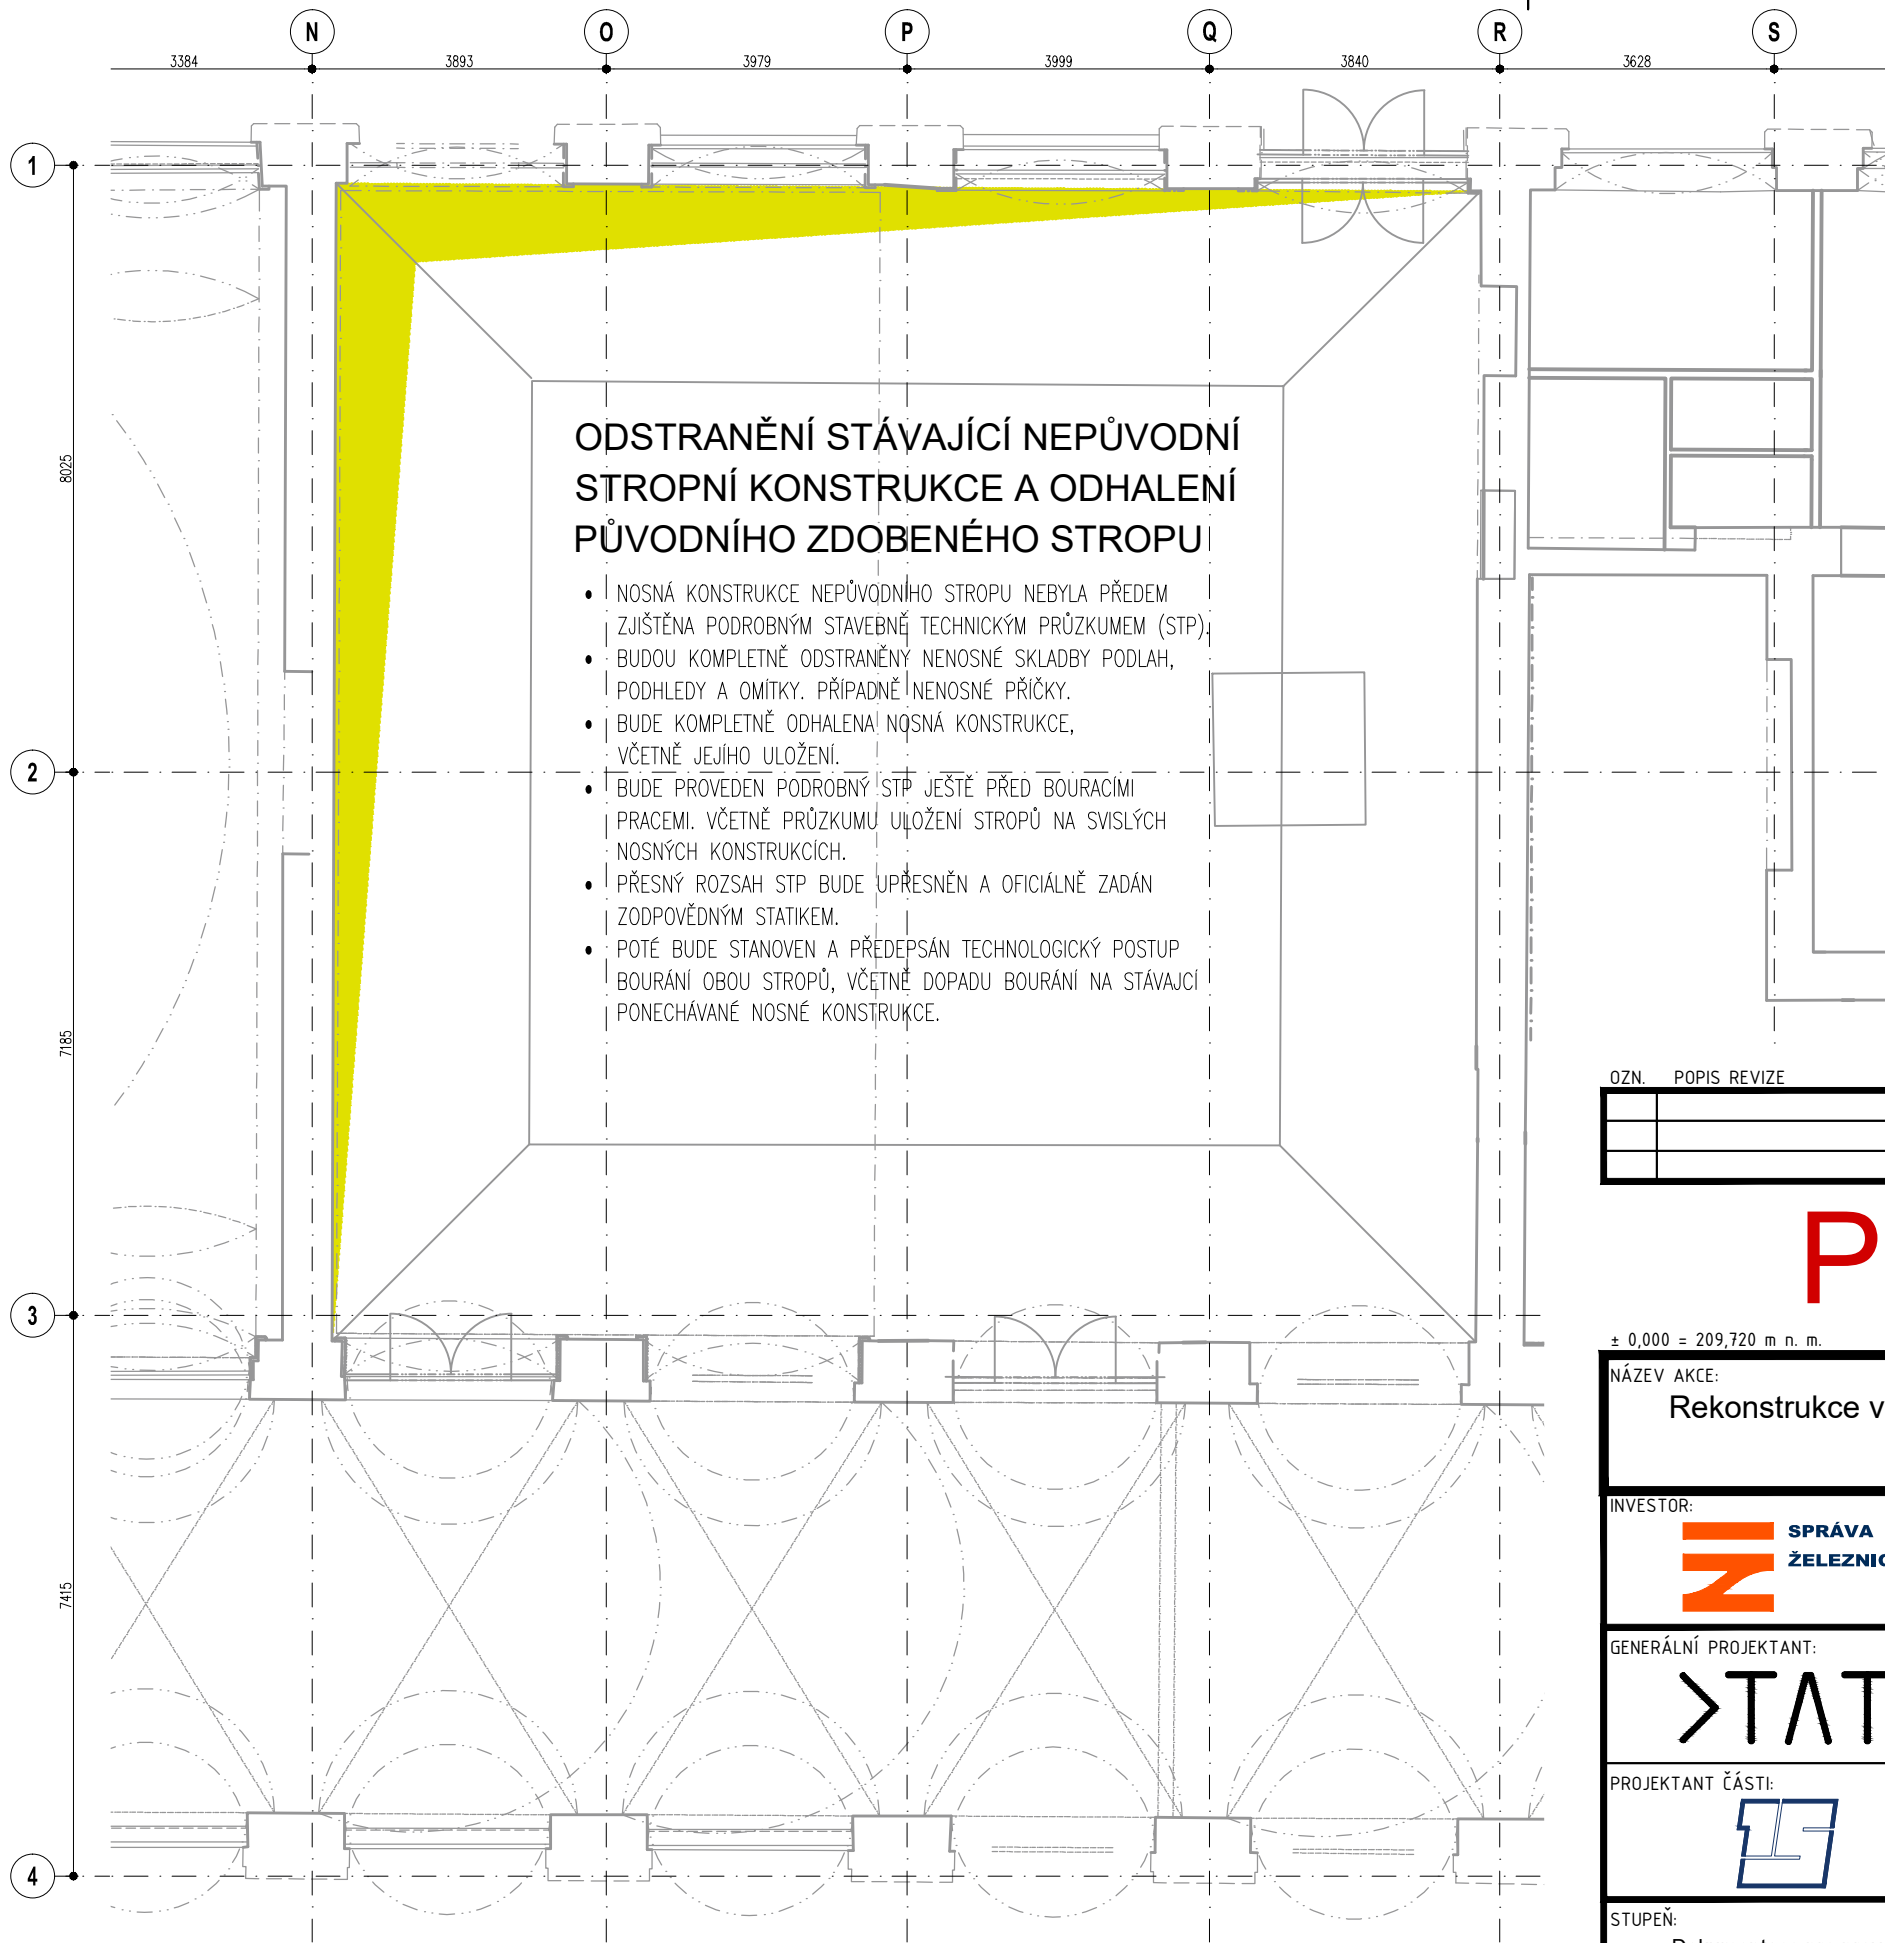 N O P Q R S
3384 3893 3979 3999 3840 3628
1
8025
ODSTRANĚNÍ STÁVAJÍCÍ NEPŮVODNÍ
STROPNÍ KONSTRUKCE A ODHALENÍ
PŮVODNÍHO ZDOBENÉHO STROPU
• NOSNÁ KONSTRUKCE NEPŮVODNÍHO STROPU NEBYLA PŘEDEM
ZJIŠTĚNA PODROBNÝM STAVEBNĚ TECHNICKÝM PRŮZKUMEM (STP).
• BUDOU KOMPLETNĚ ODSTRANĚNY NENOSNÉ SKLADBY PODLAH,
PODHLEDY A OMÍTKY. PŘÍPADNĚ NENOSNÉ PŘÍČKY.
• BUDE KOMPLETNĚ ODHALENA NOSNÁ KONSTRUKCE,
VČETNĚ JEJÍHO ULOŽENÍ.
2
• BUDE PROVEDEN PODROBNÝ STP JEŠTĚ PŘED BOURACÍMI
PRACEMI. VČETNĚ PRŮZKUMU ULOŽENÍ STROPŮ NA SVISLÝCH
NOSNÝCH KONSTRUKCÍCH.
• PŘESNÝ ROZSAH STP BUDE UPŘESNĚN A OFICIÁLNĚ ZADÁN
ZODPOVĚDNÝM STATIKEM.
• POTÉ BUDE STANOVEN A PŘEDEPSÁN TECHNOLOGICKÝ POSTUP
BOURÁNÍ OBOU STROPŮ, VČETNĚ DOPADU BOURÁNÍ NA STÁVAJCÍ
PONECHÁVANÉ NOSNÉ KONSTRUKCE.
7185
OZN. POPIS REVIZE
P
3
± 0,000 = 209,720 m n. m.
NÁZEV AKCE:
Rekonstrukce v
INVESTOR:
SPRÁVA
ŽELEZNIC
7415
GENERÁLNÍ PROJEKTANT:
PROJEKTANT ČÁSTI:
4
STUPEŇ: